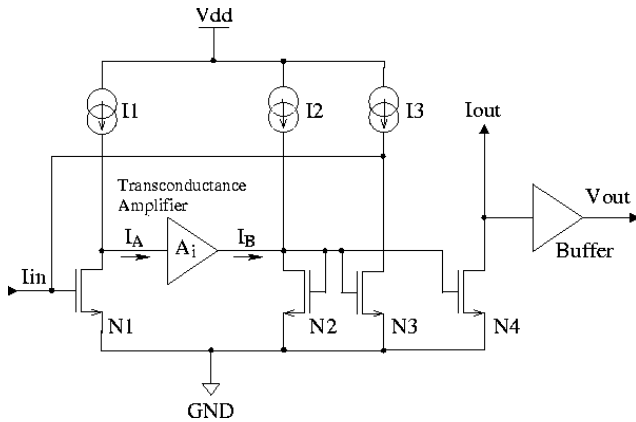 Vdd
I1
I2
I3
Iout
Transconductance
Amplifier
Vout
IA
Ai
IB
Buffer
Iin
N1
N2
N3
N4
GND